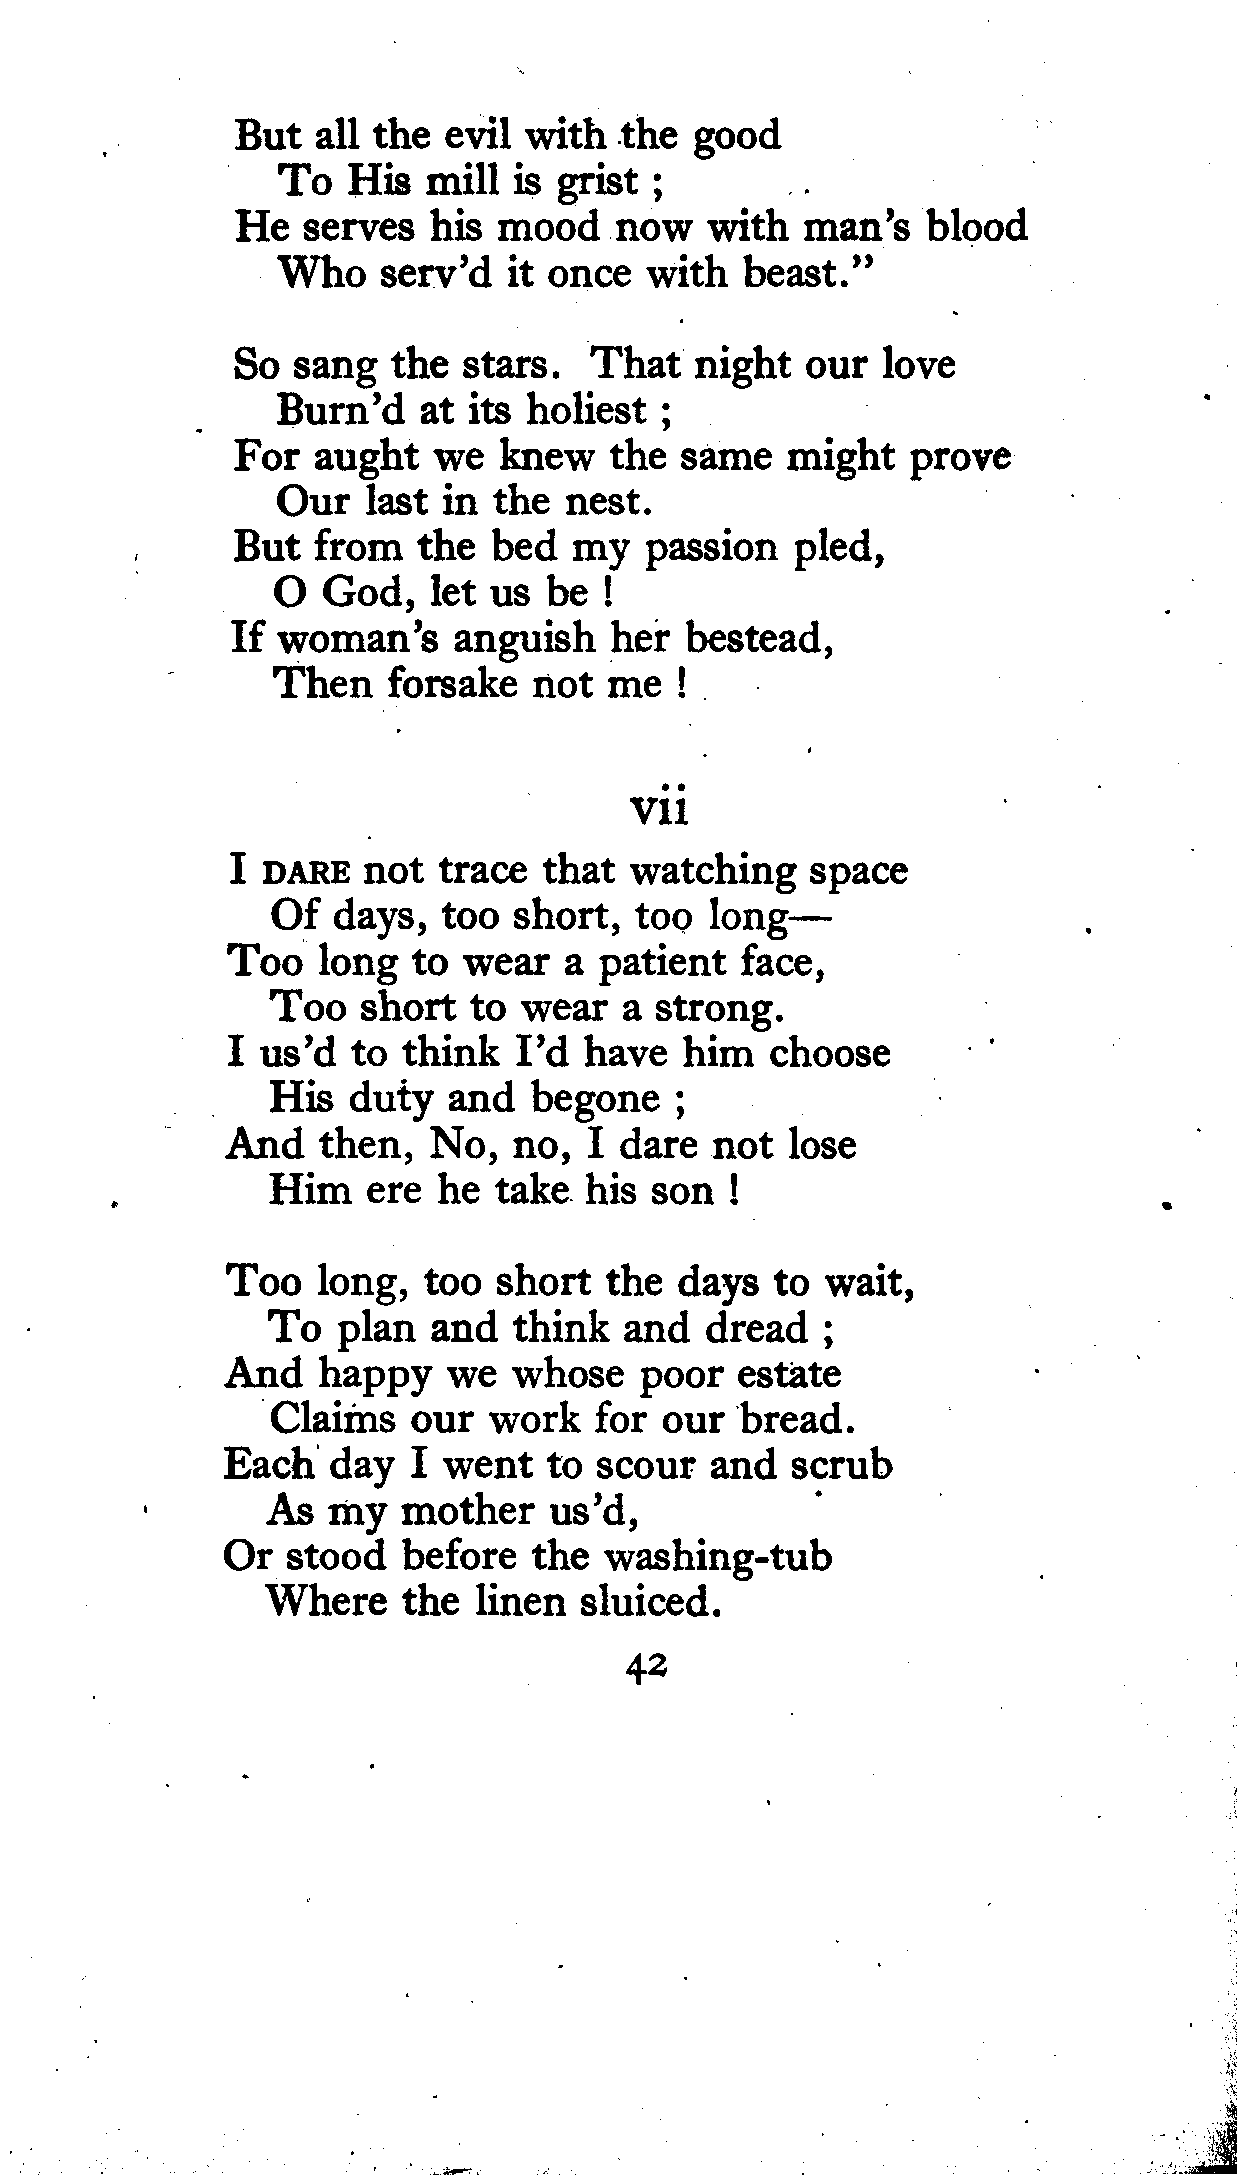 But all the evil with the good
To His mill is grist ;
He serves his mood now with man's blood
Who serv'd it once with beast."
So sang the stars. That night our love
Burn'd at its holiest ;
For aught we knew the same might prove
Our last in the nest.
But from the bed my passion pled,
O God, let us be !
If woman's anguish her bestead,
Then forsake not me !
vii
I DARE not trace that watching space
Of days, too short, too long—
Too long to wear a patient face,
Too short to wear a strong.
I us'd to think I'd have him choose
His duty and begone ;
And then, No, no, I dare not lose
Him ere he take his son !
Too long, too short the days to wait,
To plan and think and dread ;
And happy we whose poor estate
Claims our work for our bread.
Each day I went to scour and scrub
As my mother us'd,
Or stood before the washing-tub
Where the linen sluiced.
42